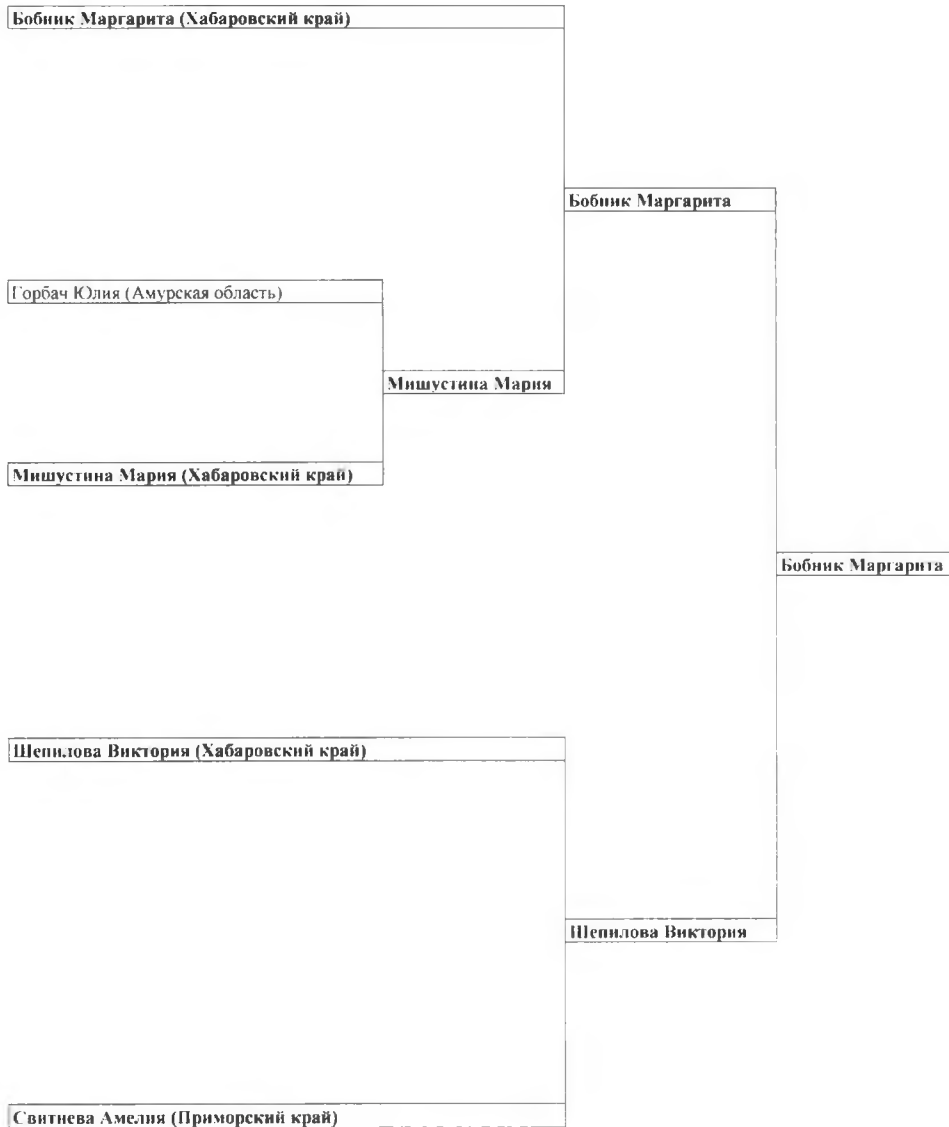 Бобник Маргарита (Хабаровский край)
Бобник Маргарита
Горбач Юлия (Амурская область)
Мишустина Мария
Мишустина Мария (Хабаровский край)
Бобник Маргарита
Шепилова Виктория (Хабаровский край)
Шепилова Виктория
Свитнева Амелия (Приморский край)